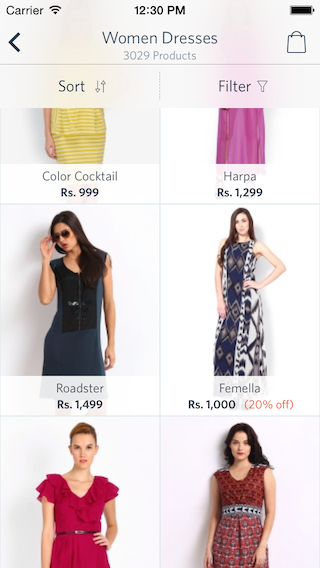 Carrier 12:30 PM
Women Dresses
3029 Products
Sort Filter
Color Cocktail Harpa
Rs. 999 Rs. 1,299
Roadster Femella
Rs. 1,499 Rs. 1,000 (20% off)